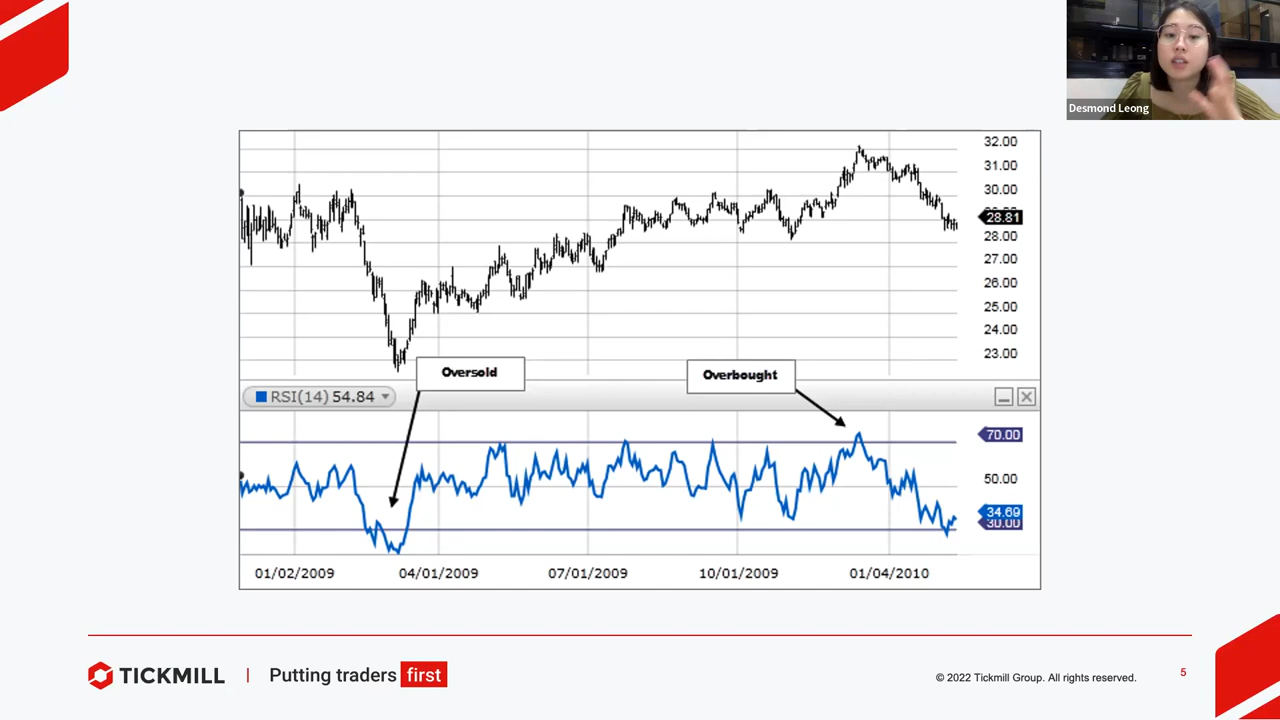 Desmond Leong
32.00
31.00
30.00
28.81
28.00
27.00
26.00
25.00
24.00
23.00
Oversold
Overbought
RSI(14) 54.84
70.00
50.00
34.69
30.00
01/02/2009 04/01/2009 07/01/2009 10/01/2009 01/04/2010
TICKMILL | Putting traders first
© 2022 Tickmill Group. All rights reserved.
5